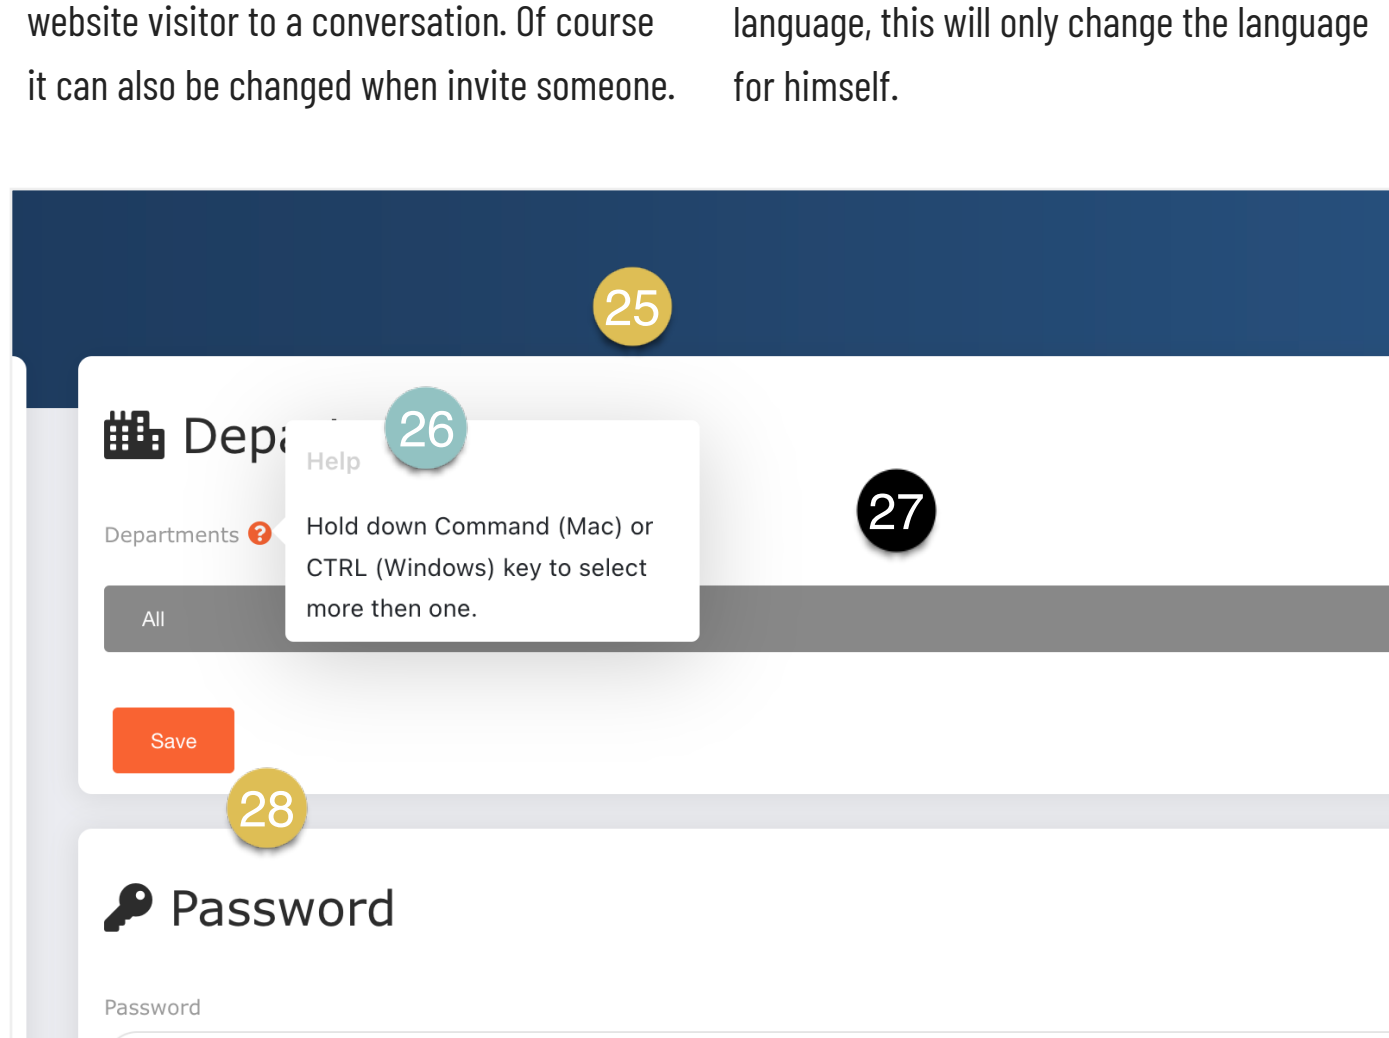 website visitor to a conversation. Of course
it can also be changed when invite someone.
language, this will only change the language
for himself.
25
26
Help
Departments
Hold down Command (Mac) or
CTRL (Windows) key to select
more then one.
27
All
Save
28
Password
Password